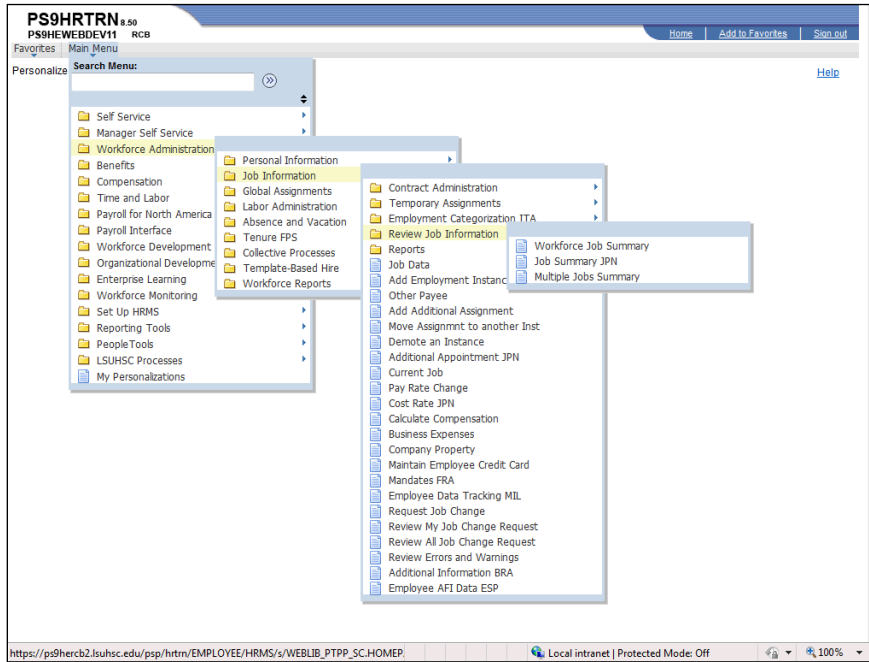 PS9HRTRN 8.50
PS9HEWEBDEV11 RCB
Home Add to Favorites Sign out
Favorites Main Menu
Personalize
Help
Search Menu:
Self Service
Manager Self Service
Workforce Administration
Benefits
Compensation
Time and Labor
Payroll for North America
Payroll Interface
Workforce Development
Organizational Developme
Enterprise Learning
Workforce Monitoring
Set Up HRMS
Reporting Tools
PeopleTools
LSUHSC Processes
My Personalizations
Personal Information
Job Information
Global Assignments
Labor Administration
Absence and Vacation
Tenure FPS
Collective Processes
Template-Based Hire
Workforce Reports
Contract Administration
Temporary Assignments
Employment Categorization ITA
Review Job Information
Reports
Job Data
Add Employment Instanc
Other Payee
Add Additional Assignment
Move Assignmnt to another Inst
Demote an Instance
Additional Appointment JPN
Current Job
Pay Rate Change
Cost Rate JPN
Calculate Compensation
Business Expenses
Company Property
Maintain Employee Credit Card
Mandates FRA
Employee Data Tracking MIL
Request Job Change
Review My Job Change Request
Review All Job Change Request
Review Errors and Warnings
Additional Information BRA
Employee AFI Data ESP
Workforce Job Summary
Job Summary JPN
Multiple Jobs Summary
https://ps9hercb2.lsuhsc.edu/psp/hrtrn/EMPLOYEE/HRMS/s/WEBLIB_PTPP_SC.HOMEP.
Local intranet | Protected Mode: Off
100%